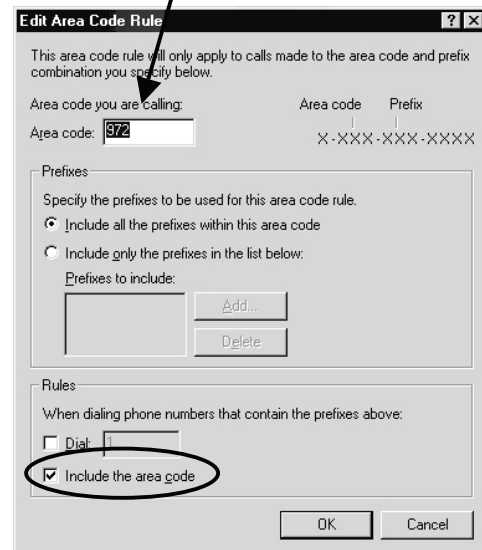 Edit Area Code Rule
This area code rule will only apply to calls made to the area code and prefix
combination you specify below.
Area code you are calling:
Area code: 972
Area code Prefix
X-XXX-XXX-XXXX
Prefixes
Specify the prefixes to be used for this area code rule.
Include all the prefixes within this area code
Include only the prefixes in the list below:
Prefixes to include:
Add...
Delete
Rules
When dialing phone numbers that contain the prefixes above:
Dial: 1
Include the area code
OK Cancel